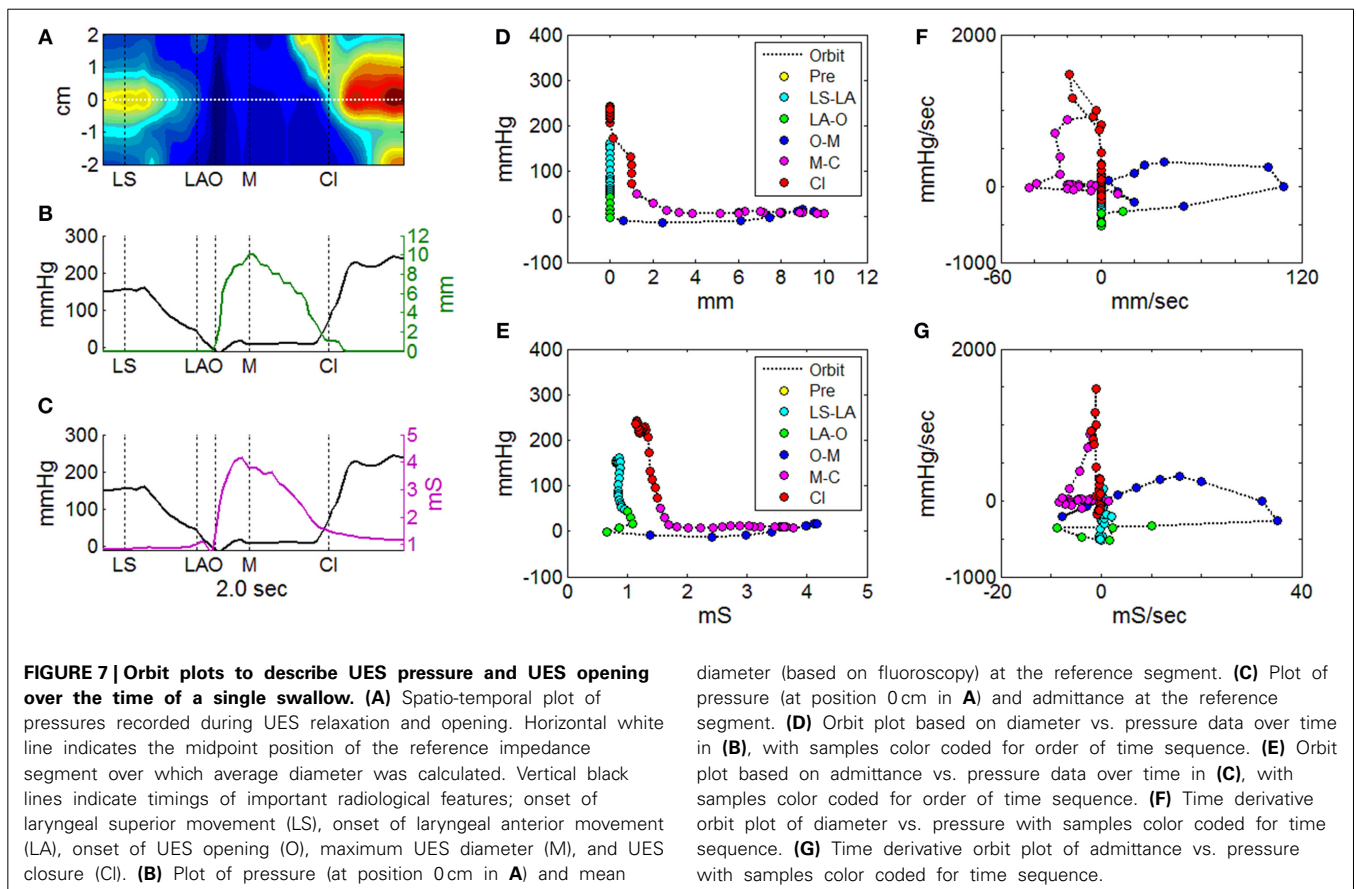 A
cm
2
1
0
-1
-2
LS LAO M Cl
B
mmHg
300
200
100
0
12
10
8
6
4
2
0
mm
LS LAO M Cl
C
mmHg
300
200
100
0
5
4
3
2
1
mS
LS LAO M Cl
2.0 sec
D
mmHg
400
300
200
100
0
-100
0 2 4 6 8 10 12
mm
Orbit
Pre
LS-LA
LA-O
O-M
M-C
Cl
E
mmHg
400
300
200
100
0
-100
0 1 2 3 4 5
mS
Orbit
Pre
LS-LA
LA-O
O-M
M-C
Cl
F
mmHg/sec
2000
0
-1000
-60 0 120
mm/sec
G
mmHg/sec
2000
0
-1000
-20 0 40
mS/sec
FIGURE 7 | Orbit plots to describe UES pressure and UES opening
over the time of a single swallow. (A) Spatio-temporal plot of
pressures recorded during UES relaxation and opening. Horizontal white
line indicates the midpoint position of the reference impedance
segment over which average diameter was calculated. Vertical black
lines indicate timings of important radiological features; onset of
laryngeal superior movement (LS), onset of laryngeal anterior movement
(LA), onset of UES opening (O), maximum UES diameter (M), and UES
closure (Cl). (B) Plot of pressure (at position 0 cm in A) and mean
diameter (based on fluoroscopy) at the reference segment. (C) Plot of
pressure (at position 0 cm in A) and admittance at the reference
segment. (D) Orbit plot based on diameter vs. pressure data over time
in (B), with samples color coded for order of time sequence. (E) Orbit
plot based on admittance vs. pressure data over time in (C), with
samples color coded for order of time sequence. (F) Time derivative
orbit plot of diameter vs. pressure with samples color coded for time
sequence. (G) Time derivative orbit plot of admittance vs. pressure
with samples color coded for time sequence.